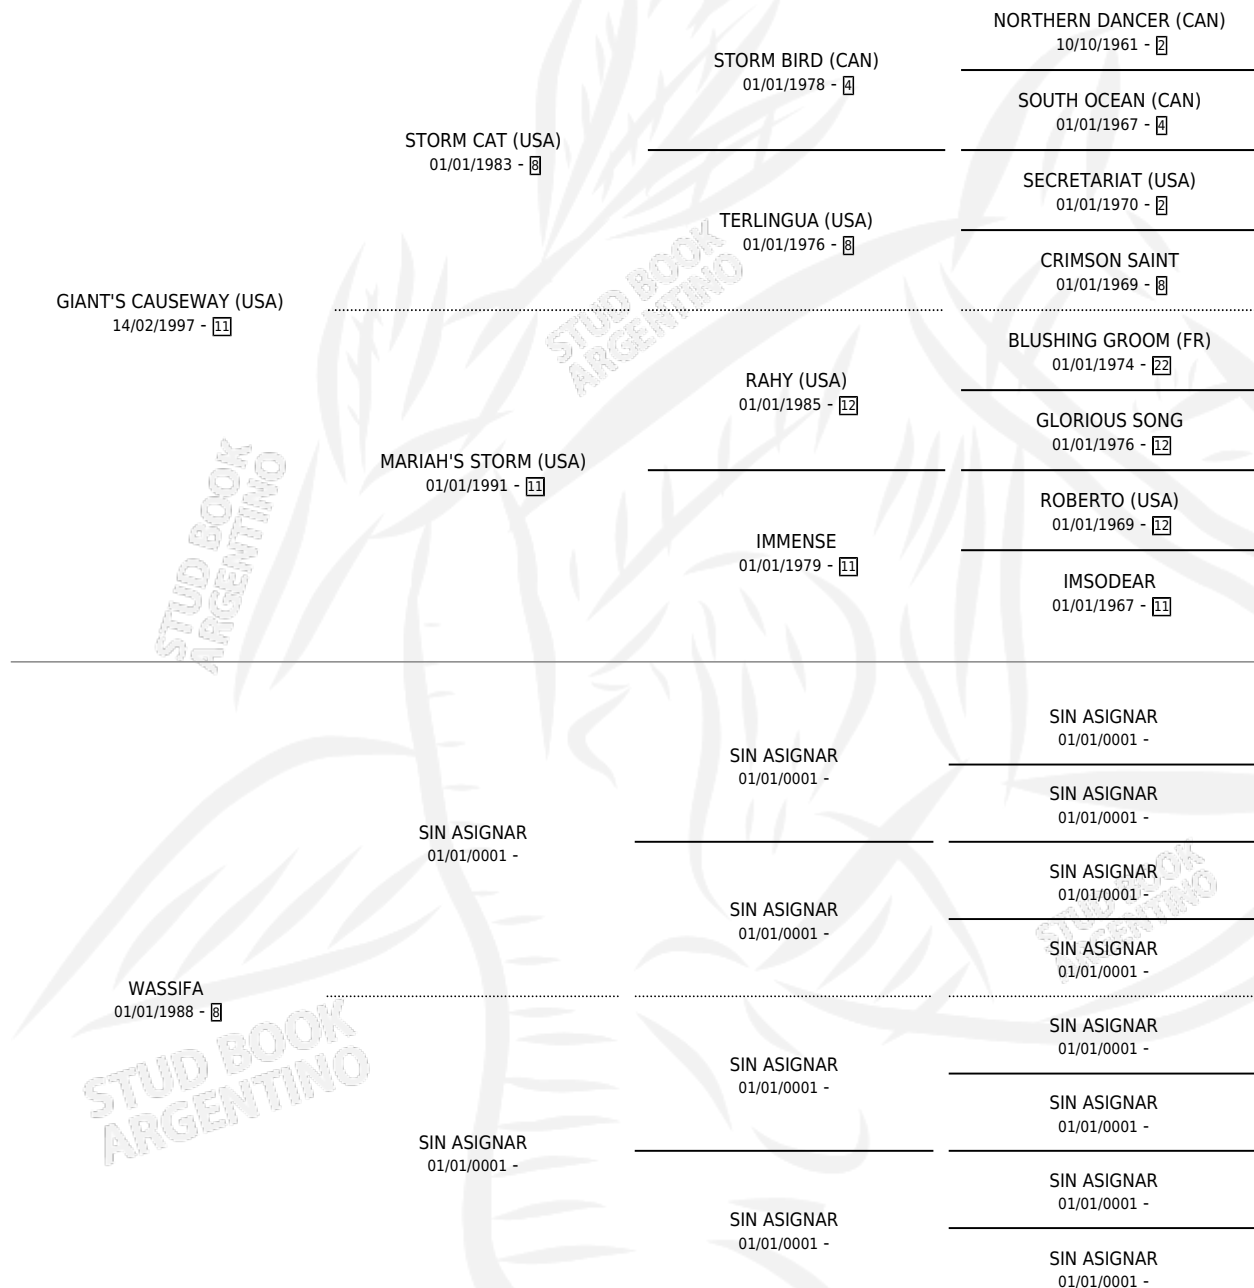 NORTHERN DANCER (CAN)
10/10/1961 - 2
STORM BIRD (CAN)
01/01/1978 - 4
SOUTH OCEAN (CAN)
01/01/1967 - 4
STORM CAT (USA)
01/01/1983 - 8
SECRETARIAT (USA)
01/01/1970 - 2
TERLINGUA (USA)
01/01/1976 - 8
CRIMSON SAINT
01/01/1969 - 8
GIANT'S CAUSEWAY (USA)
14/02/1997 - 11
BLUSHING GROOM (FR)
01/01/1974 - 22
RAHY (USA)
01/01/1985 - 12
GLORIOUS SONG
01/01/1976 - 12
MARIAH'S STORM (USA)
01/01/1991 - 11
ROBERTO (USA)
01/01/1969 - 12
IMMENSE
01/01/1979 - 11
IMSODEAR
01/01/1967 - 11
STUD BOOK
ARGENTINO
STUD BOOK
ARGENTINO
SIN ASIGNAR
01/01/0001 -
SIN ASIGNAR
01/01/0001 -
SIN ASIGNAR
01/01/0001 -
SIN ASIGNAR
01/01/0001 -
SIN ASIGNAR
01/01/0001 -
SIN ASIGNAR
01/01/0001 -
SIN ASIGNAR
01/01/0001 -
WASSIFA
01/01/1988 - 8
SIN ASIGNAR
01/01/0001 -
SIN ASIGNAR
01/01/0001 -
SIN ASIGNAR
01/01/0001 -
SIN ASIGNAR
01/01/0001 -
SIN ASIGNAR
01/01/0001 -
SIN ASIGNAR
01/01/0001 -
SIN ASIGNAR
01/01/0001 -
STUD BOOK
ARGENTINO
STUD BOOK
ARGENTINO